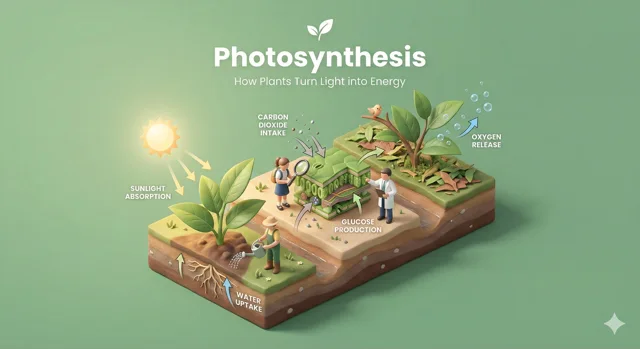 Photosynthesis
How Plants Turn Light into Energy
CARBON
DIOXIDE
INTAKE
OXYGEN
RELEASE
SUNLIGHT
ABSORPTION
GLUCOSE
PRODUCTION
WATER
UPTAKE